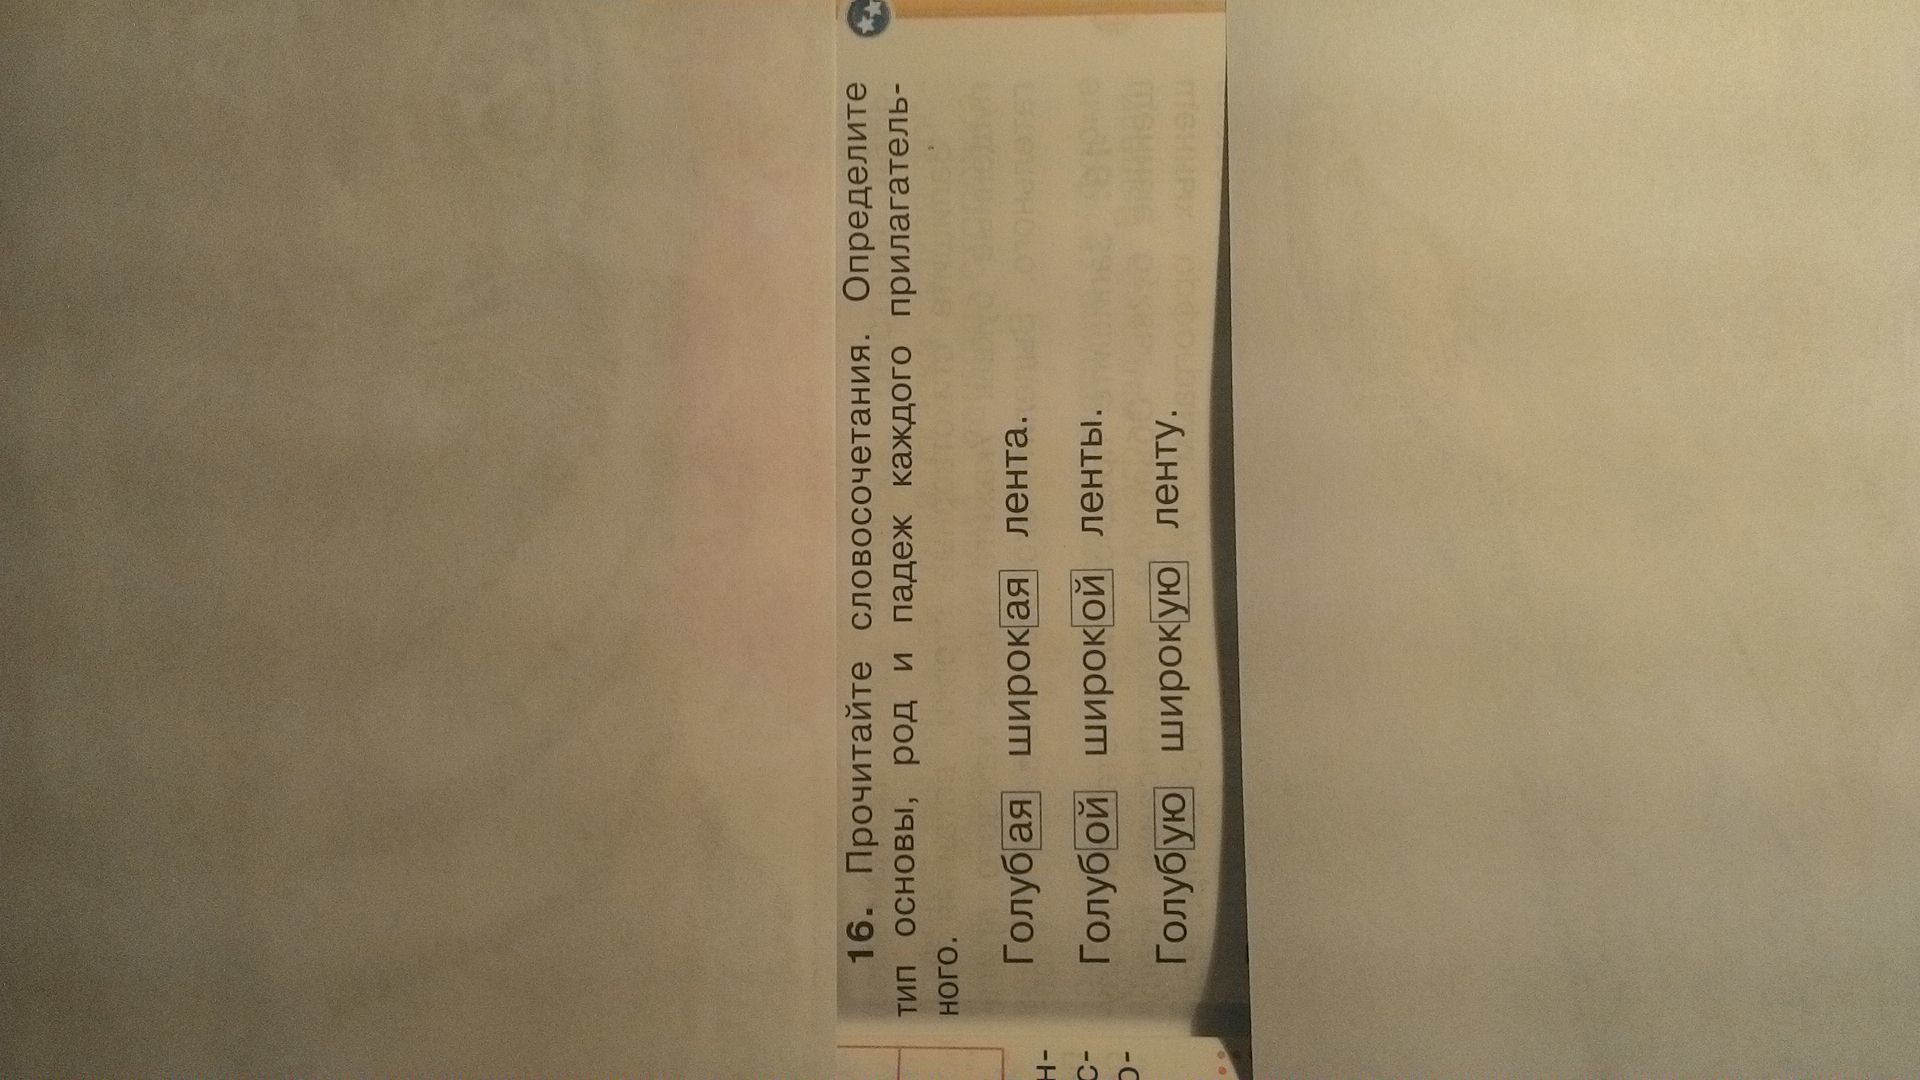 16. Прочитайте словосочетания. Определите
тип основы, род и падеж каждого прилагатель-
ного.
Голубая широкая лента.
Голубой широкой ленты.
Голубую широкую ленту.
н-
с-
о-